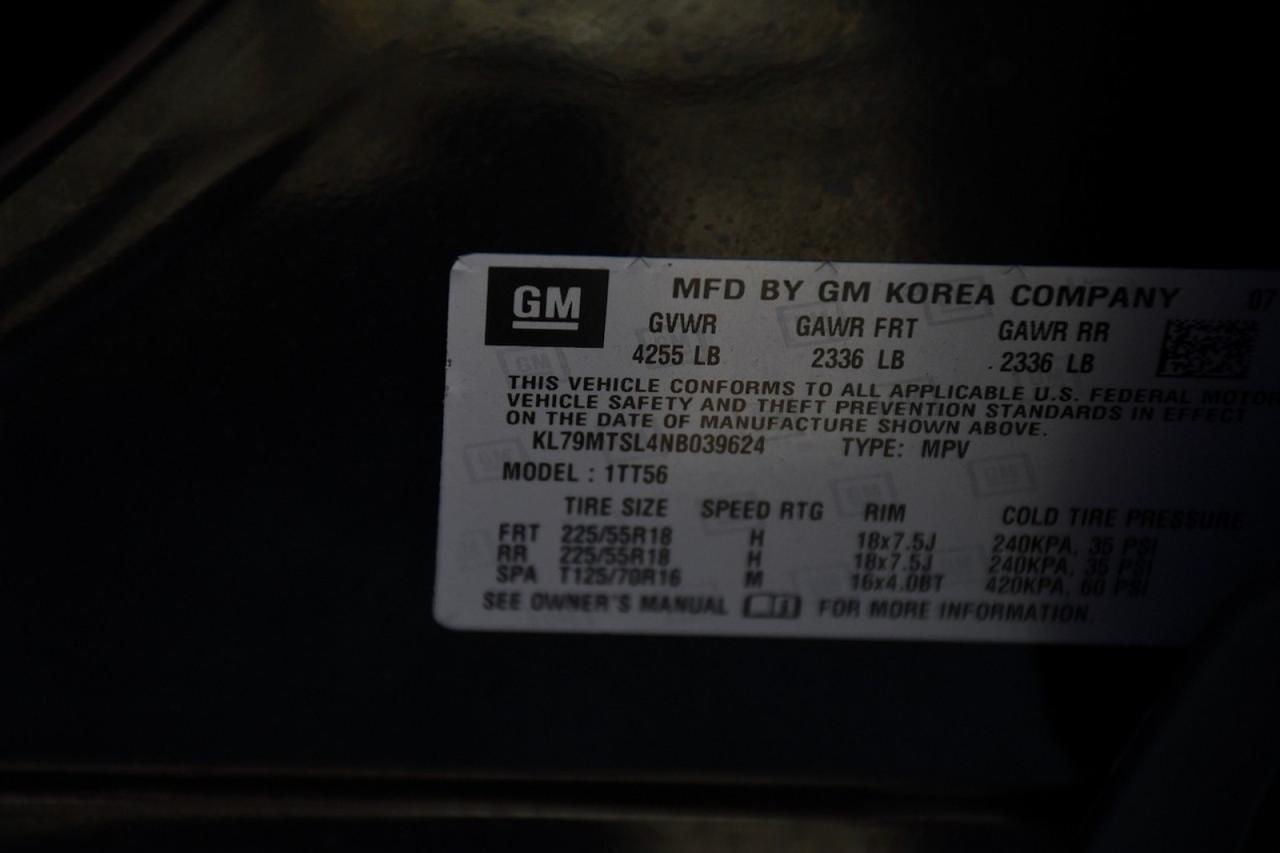 GM MFD BY GM KOREA COMPANY 07
GVWR GAWR FRT GAWR RR
4255 LB 2336 LB 2336 LB
THIS VEHICLE CONFORMS TO ALL APPLICABLE U.S. FEDERAL MOTOR
VEHICLE SAFETY AND THEFT PREVENTION STANDARDS IN EFFECT
ON THE DATE OF MANUFACTURE SHOWN ABOVE.
KL79MTSL4NB039624 TYPE: MPV
MODEL : 1TT56
TIRE SIZE SPEED RTG RIM COLD TIRE PRESSURE
FRT 225/55R18 H 18x7.5J 240KPA, 35 PSI
RR 225/55R18 H 18x7.5J 240KPA, 35 PSI
SPA T125/70R16 M 16x4.0BT 420KPA, 60 PSI
SEE OWNER'S MANUAL FOR MORE INFORMATION.